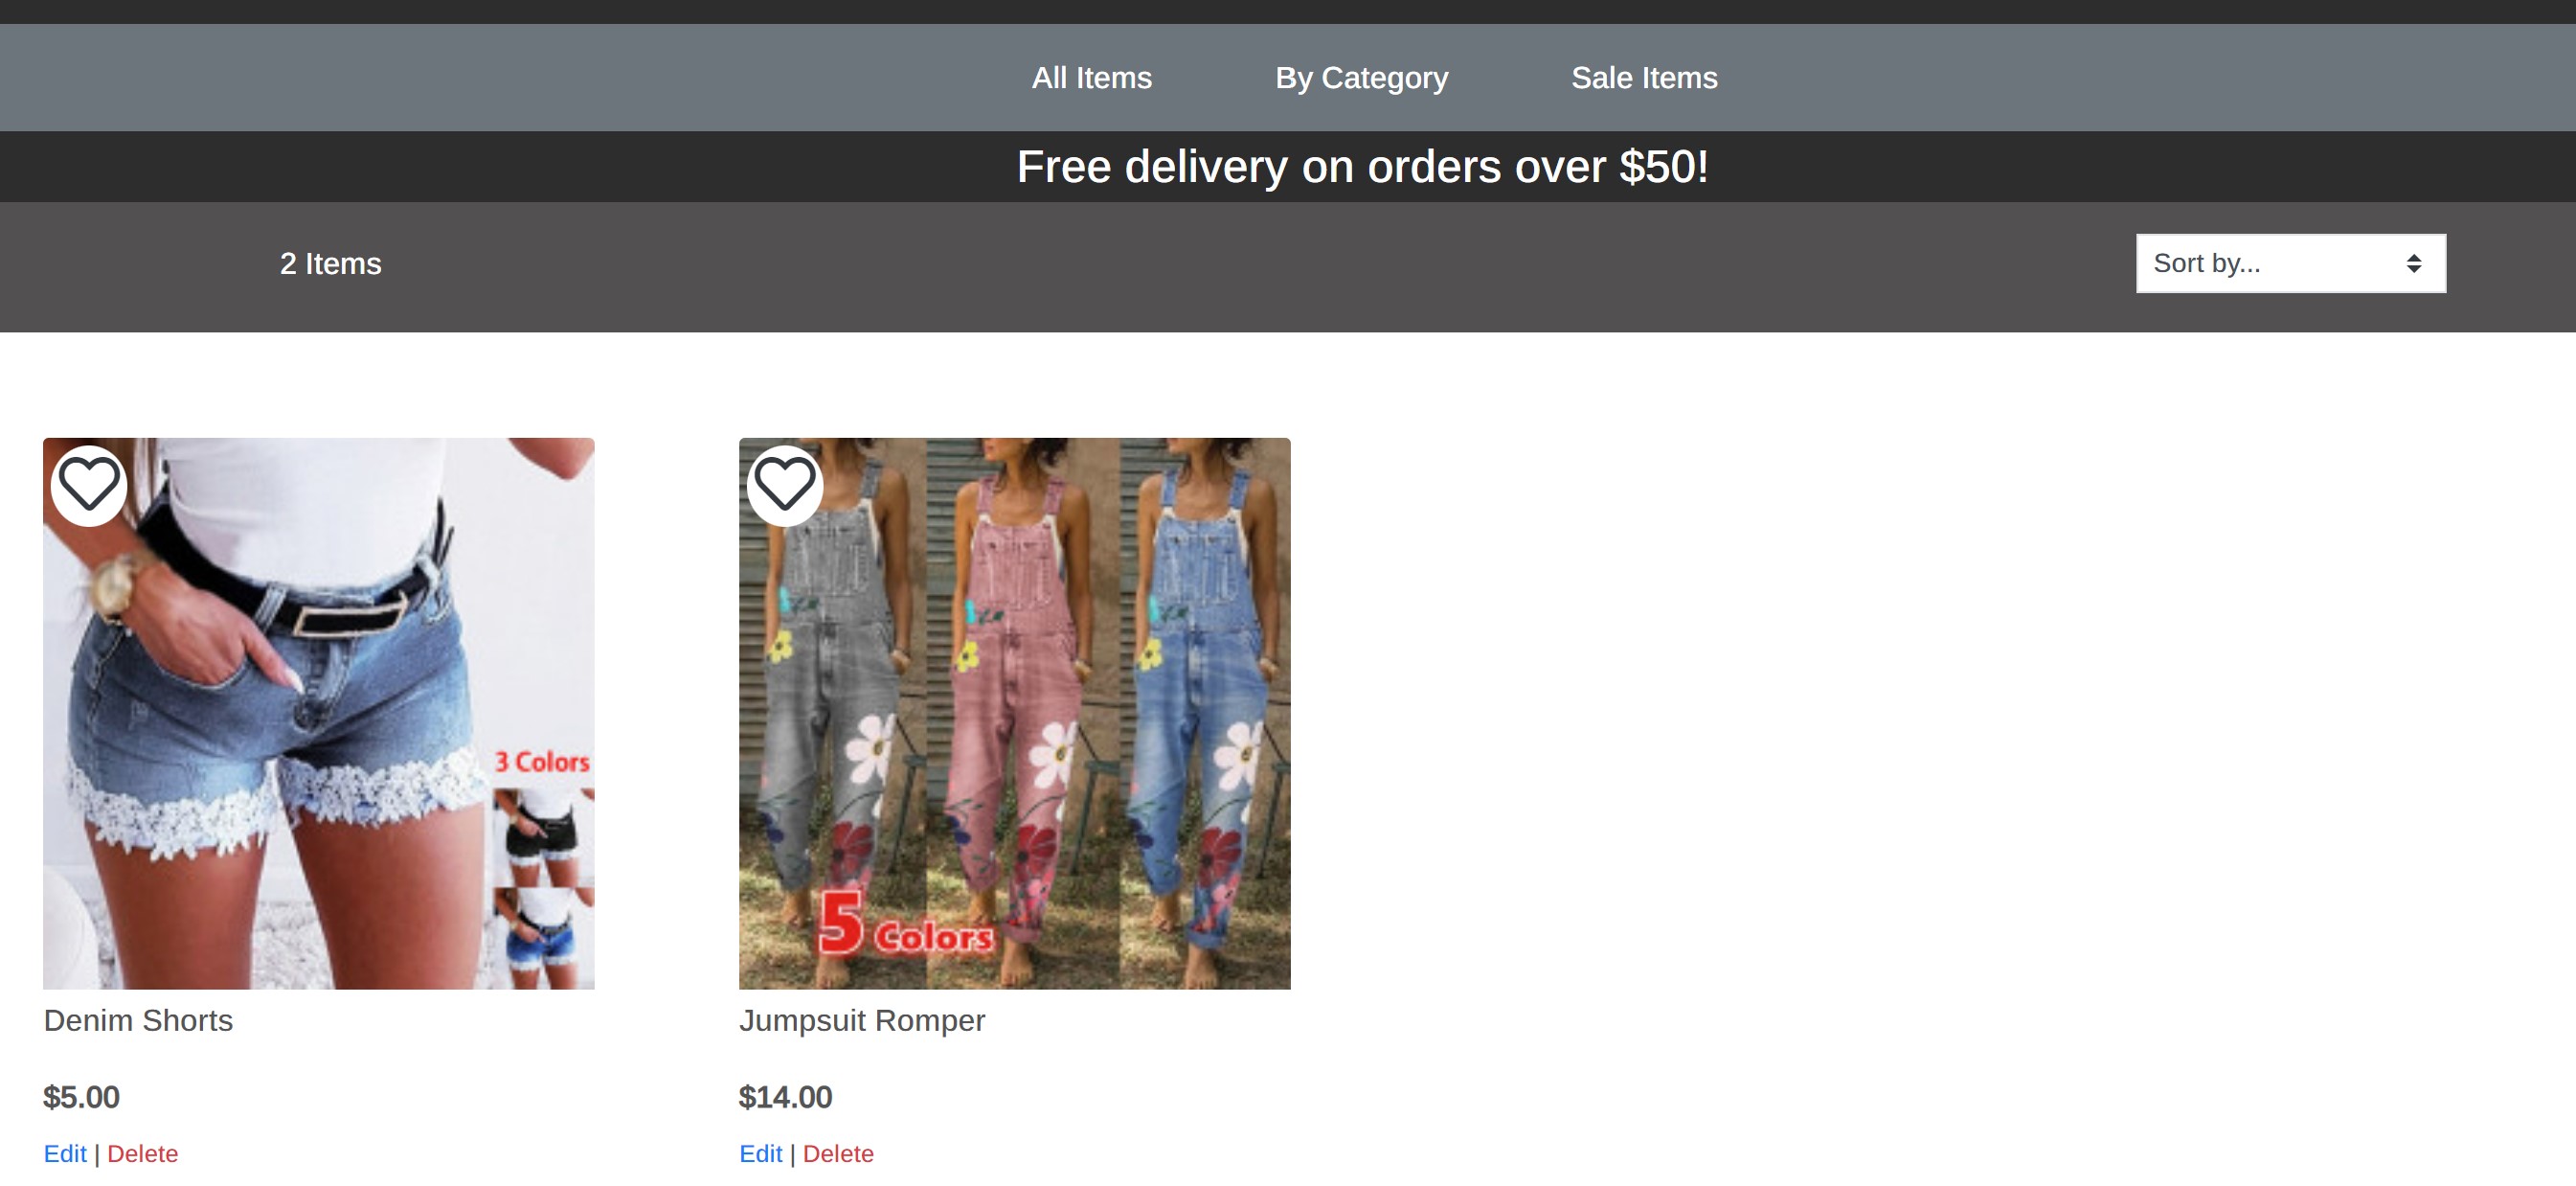 All Items By Category Sale Items
Free delivery on orders over $50!
2 Items Sort by...
3 Colors
5 Colors
Denim Shorts
$5.00
Edit | Delete
Jumpsuit Romper
$14.00
Edit | Delete